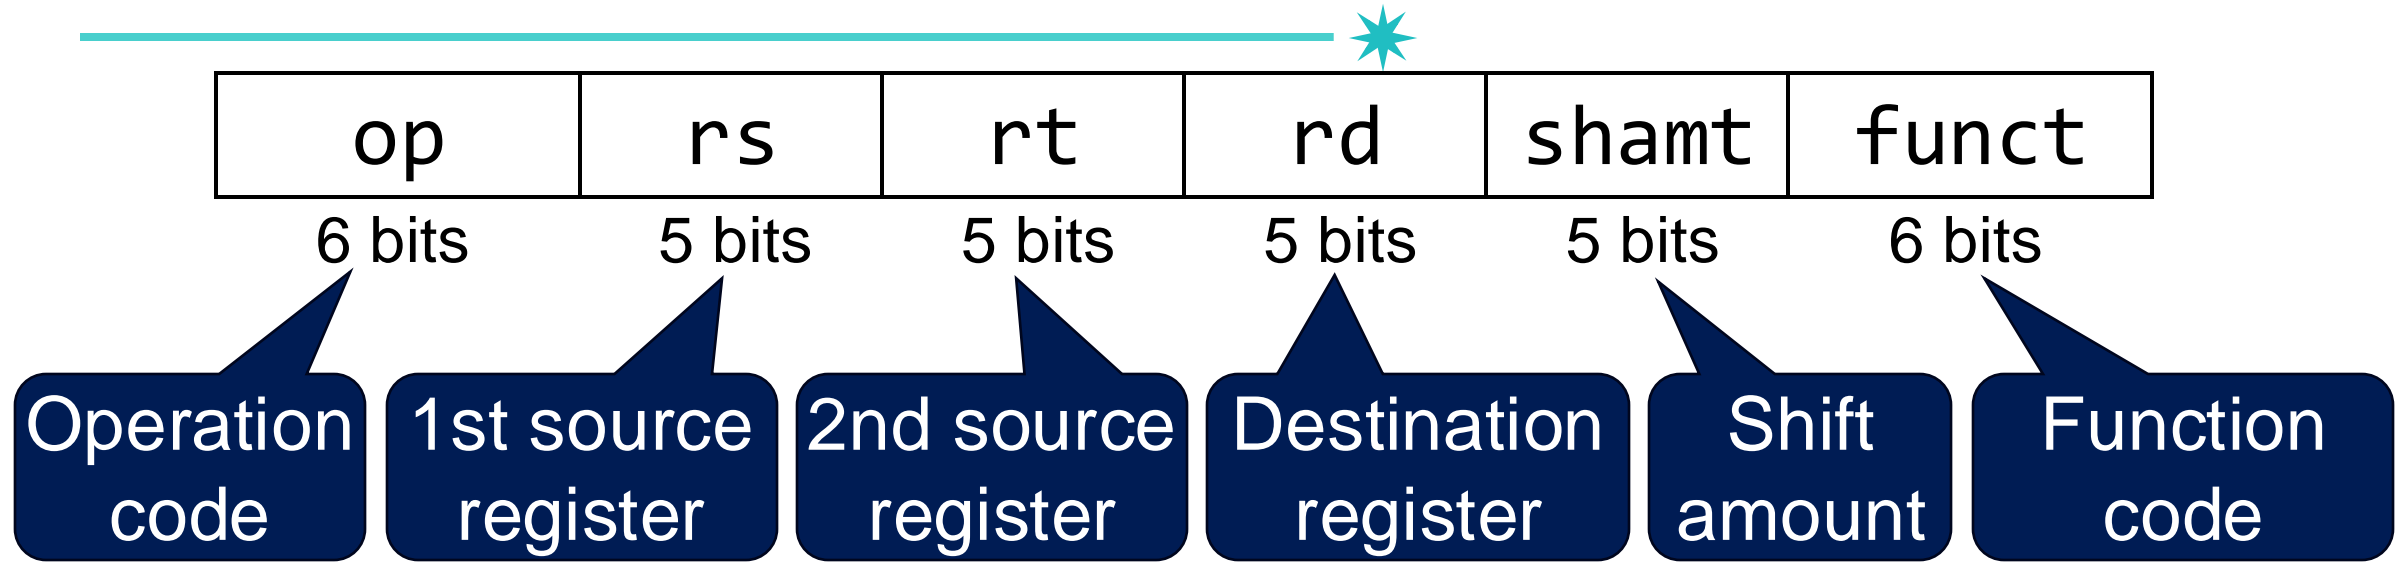 op rs rt rd shamt funct
6 bits 5 bits 5 bits 5 bits 5 bits 6 bits
Operation code
1st source register
2nd source register
Destination register
Shift amount
Function code